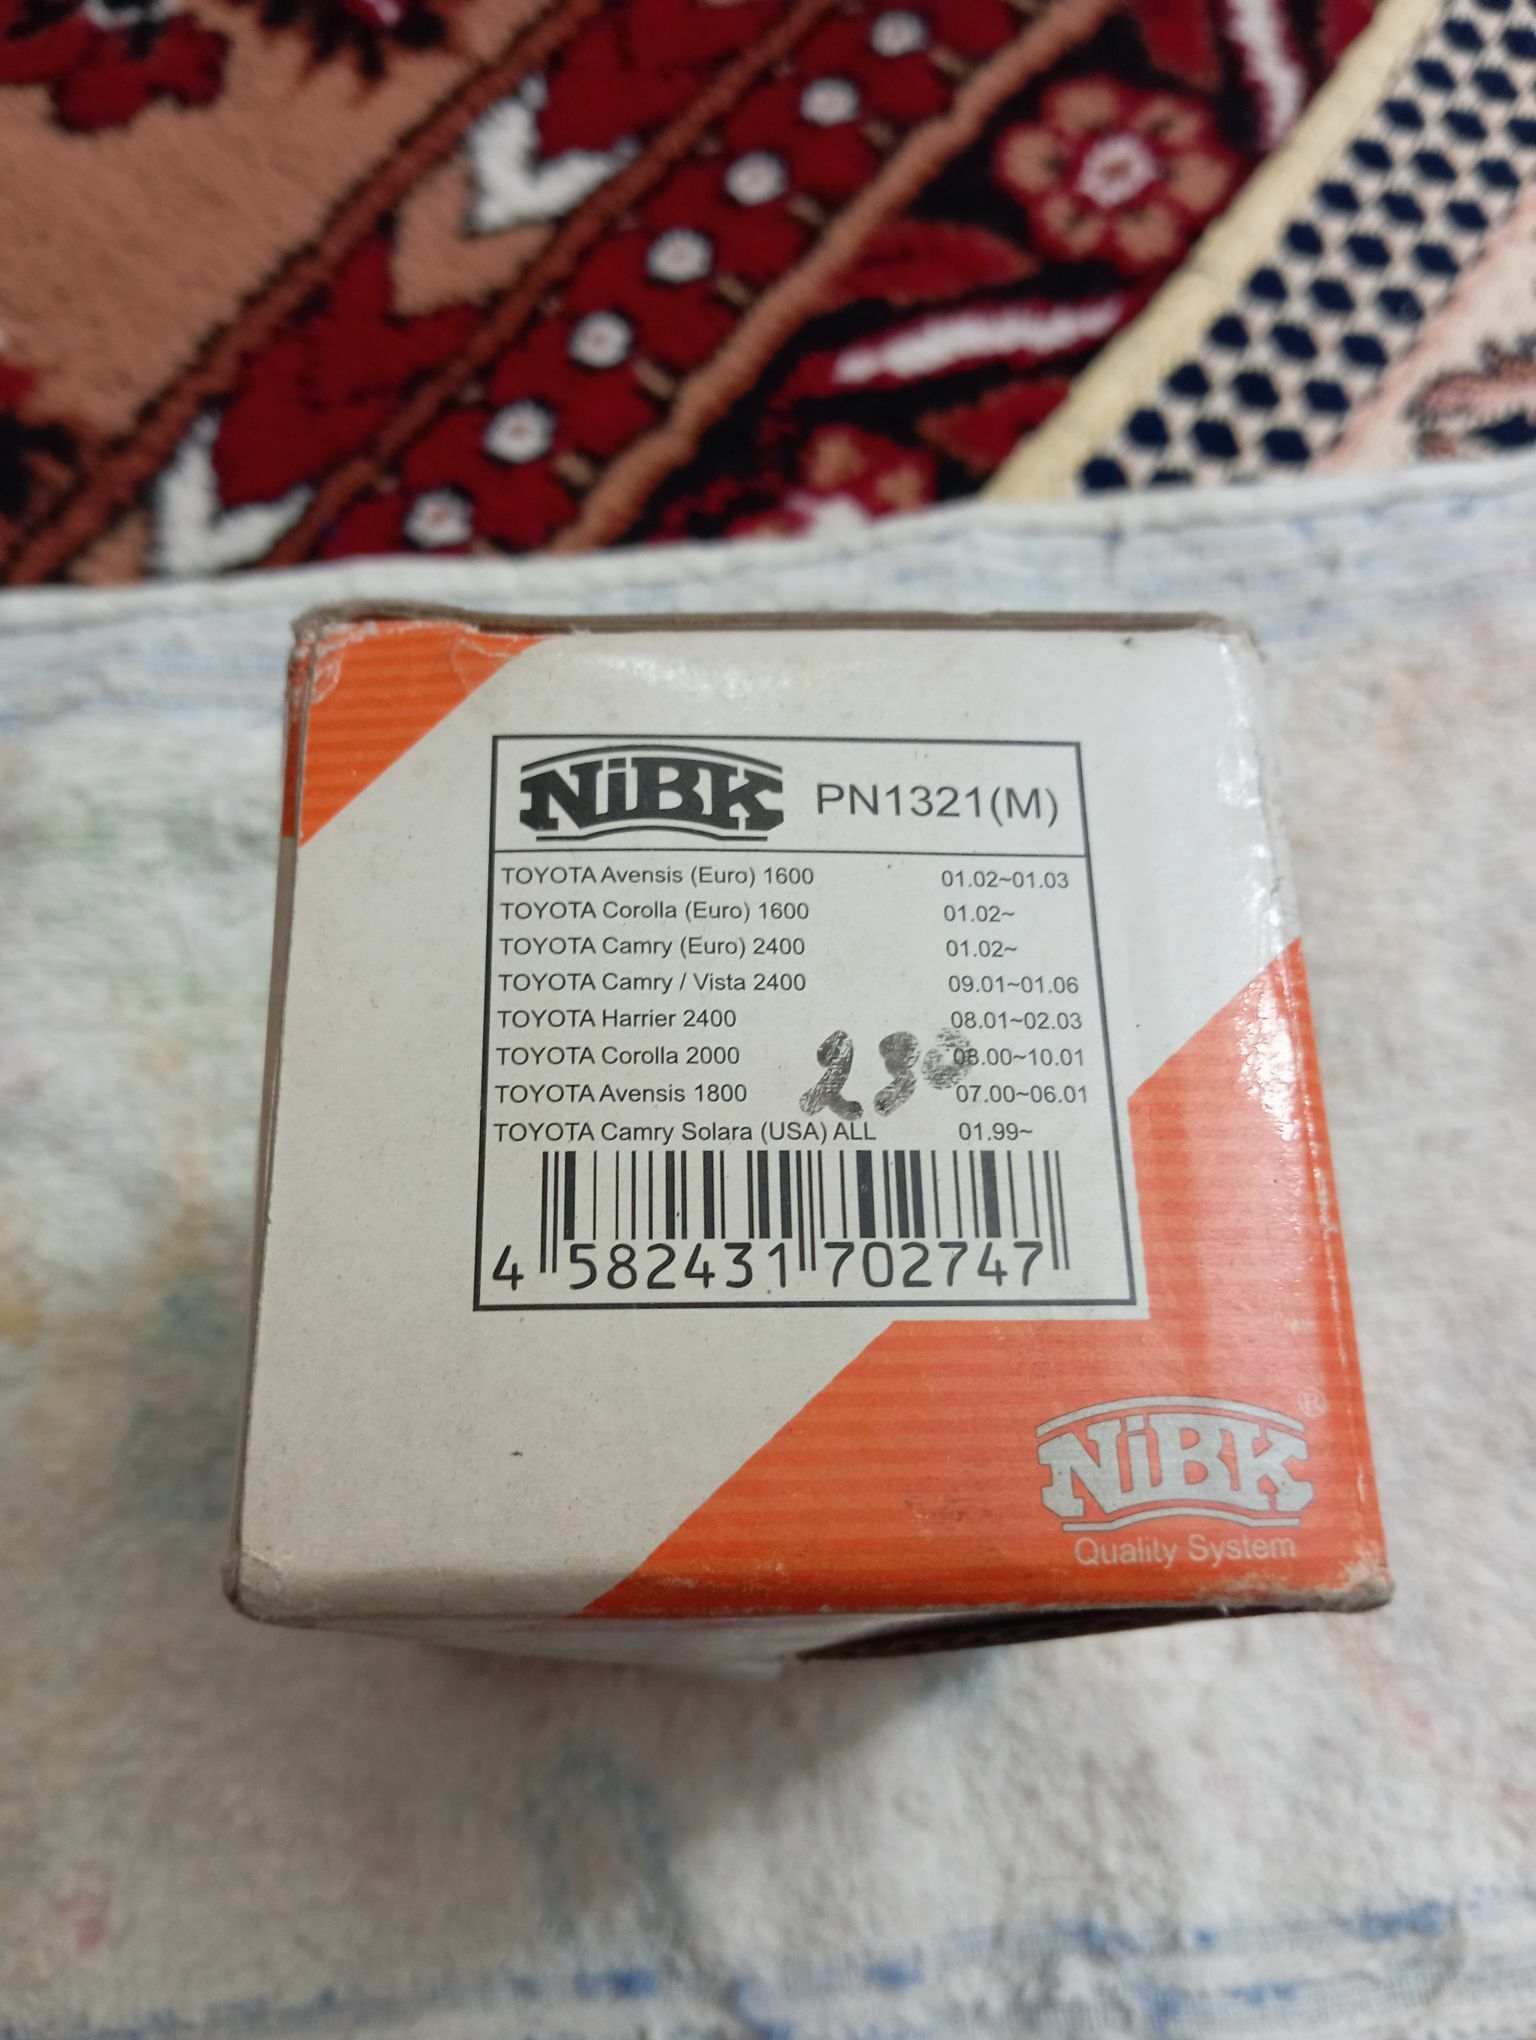 NiBK PN1321(M)
TOYOTA Avensis (Euro) 1600 01.02~01.03
TOYOTA Corolla (Euro) 1600 01.02~
TOYOTA Camry (Euro) 2400 01.02~
TOYOTA Camry / Vista 2400 09.01~01.06
TOYOTA Harrier 2400 08.01~02.03
TOYOTA Corolla 2000 08.00~10.01
TOYOTA Avensis 1800 07.00~06.01
230
TOYOTA Camry Solara (USA) ALL 01.99~
4 582431 702747
NiBK®
Quality System